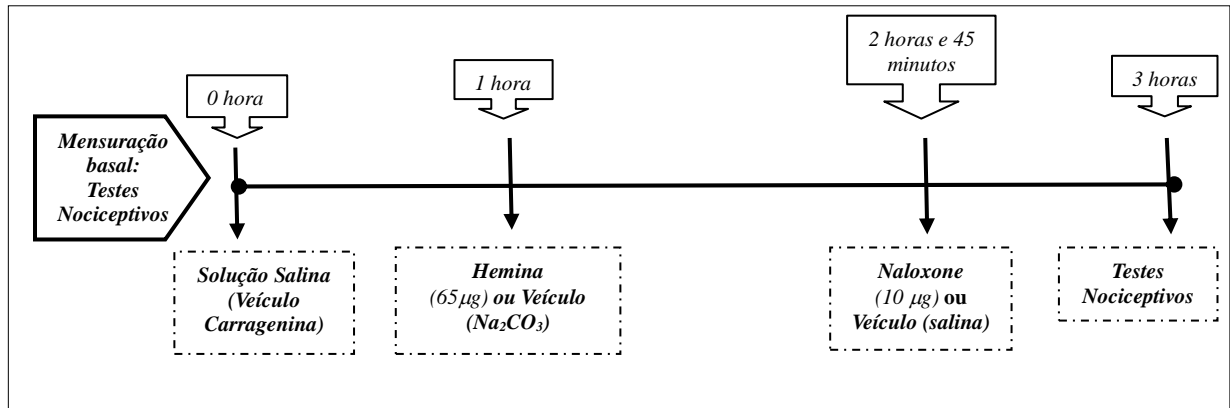 Mensuração
basal:
Testes
Nociceptivos
0 hora
1 hora
2 horas e 45
minutos
3 horas
Solução Salina
(Veículo
Carragenina)
Hemina
(65μg) ou Veículo
(Na₂CO₃)
Naloxone
(10 μg) ou
Veículo (salina)
Testes
Nociceptivos